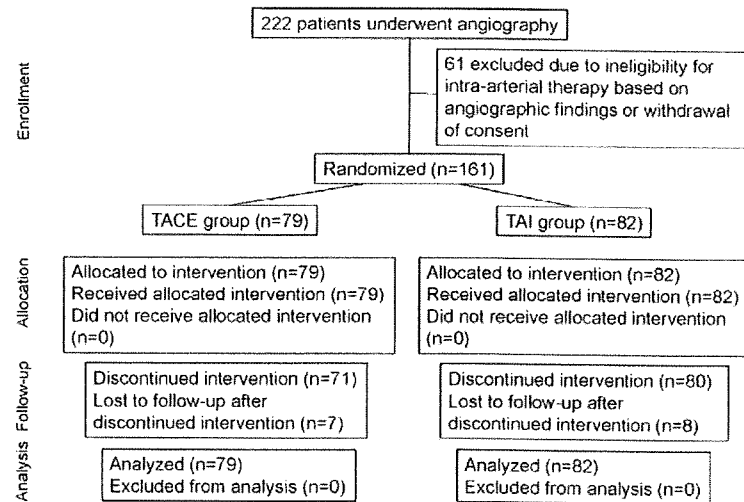 222 patients underwent angiography
61 excluded due to ineligibility for
intra-arterial therapy based on
angiographic findings or withdrawal
of consent
Enrollment
Randomized (n=161)
TACE group (n=79)
TAI group (n=82)
Allocation
Allocated to intervention (n=79)
Received allocated intervention (n=79)
Did not receive allocated intervention
(n=0)
Allocated to intervention (n=82)
Received allocated intervention (n=82)
Did not receive allocated intervention
(n=0)
Follow-up
Discontinued intervention (n=71)
Lost to follow-up after
discontinued intervention (n=7)
Discontinued intervention (n=80)
Lost to follow-up after
discontinued intervention (n=8)
Analysis
Analyzed (n=79)
Excluded from analysis (n=0)
Analyzed (n=82)
Excluded from analysis (n=0)